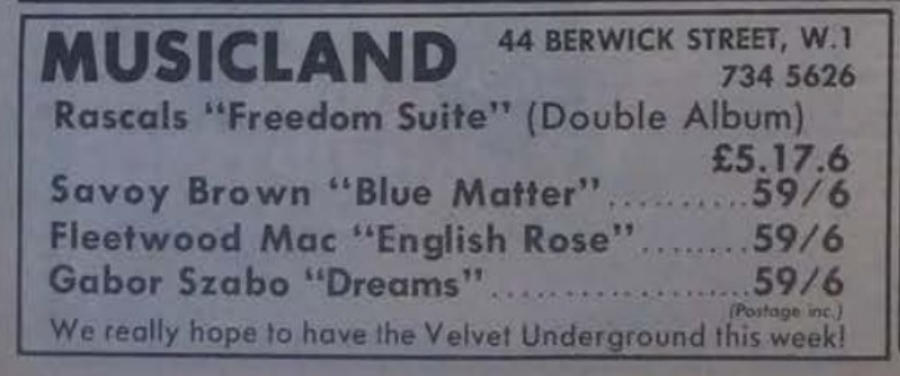 MUSICLAND 44 BERWICK STREET, W.1
734 5626
Rascals "Freedom Suite" (Double Album)
£5.17.6
Savoy Brown "Blue Matter" .......... 59/6
Fleetwood Mac "English Rose" ........ 59/6
Gabor Szabo "Dreams" ................... 59/6
(Postage inc.)
We really hope to have the Velvet Underground this week!